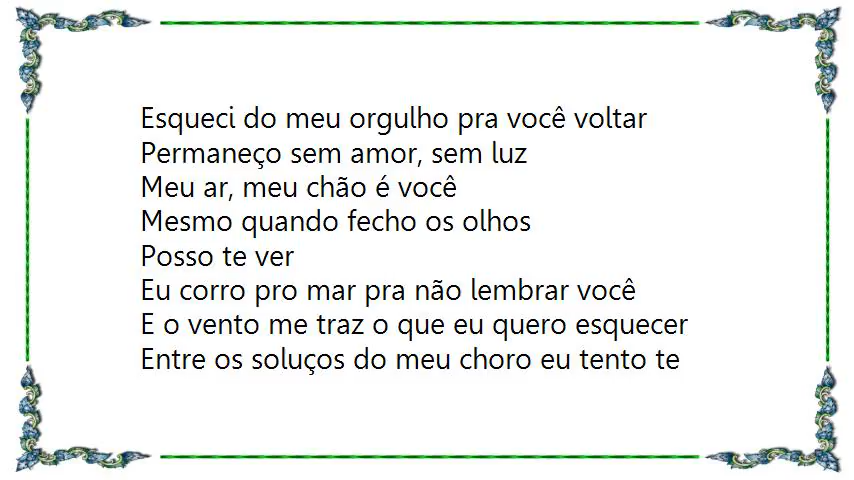 Esqueci do meu orgulho pra você voltar
Permaneço sem amor, sem luz
Meu ar, meu chão é você
Mesmo quando fecho os olhos
Posso te ver
Eu corro pro mar pra não lembrar você
E o vento me traz o que eu quero esquecer
Entre os soluços do meu choro eu tento te